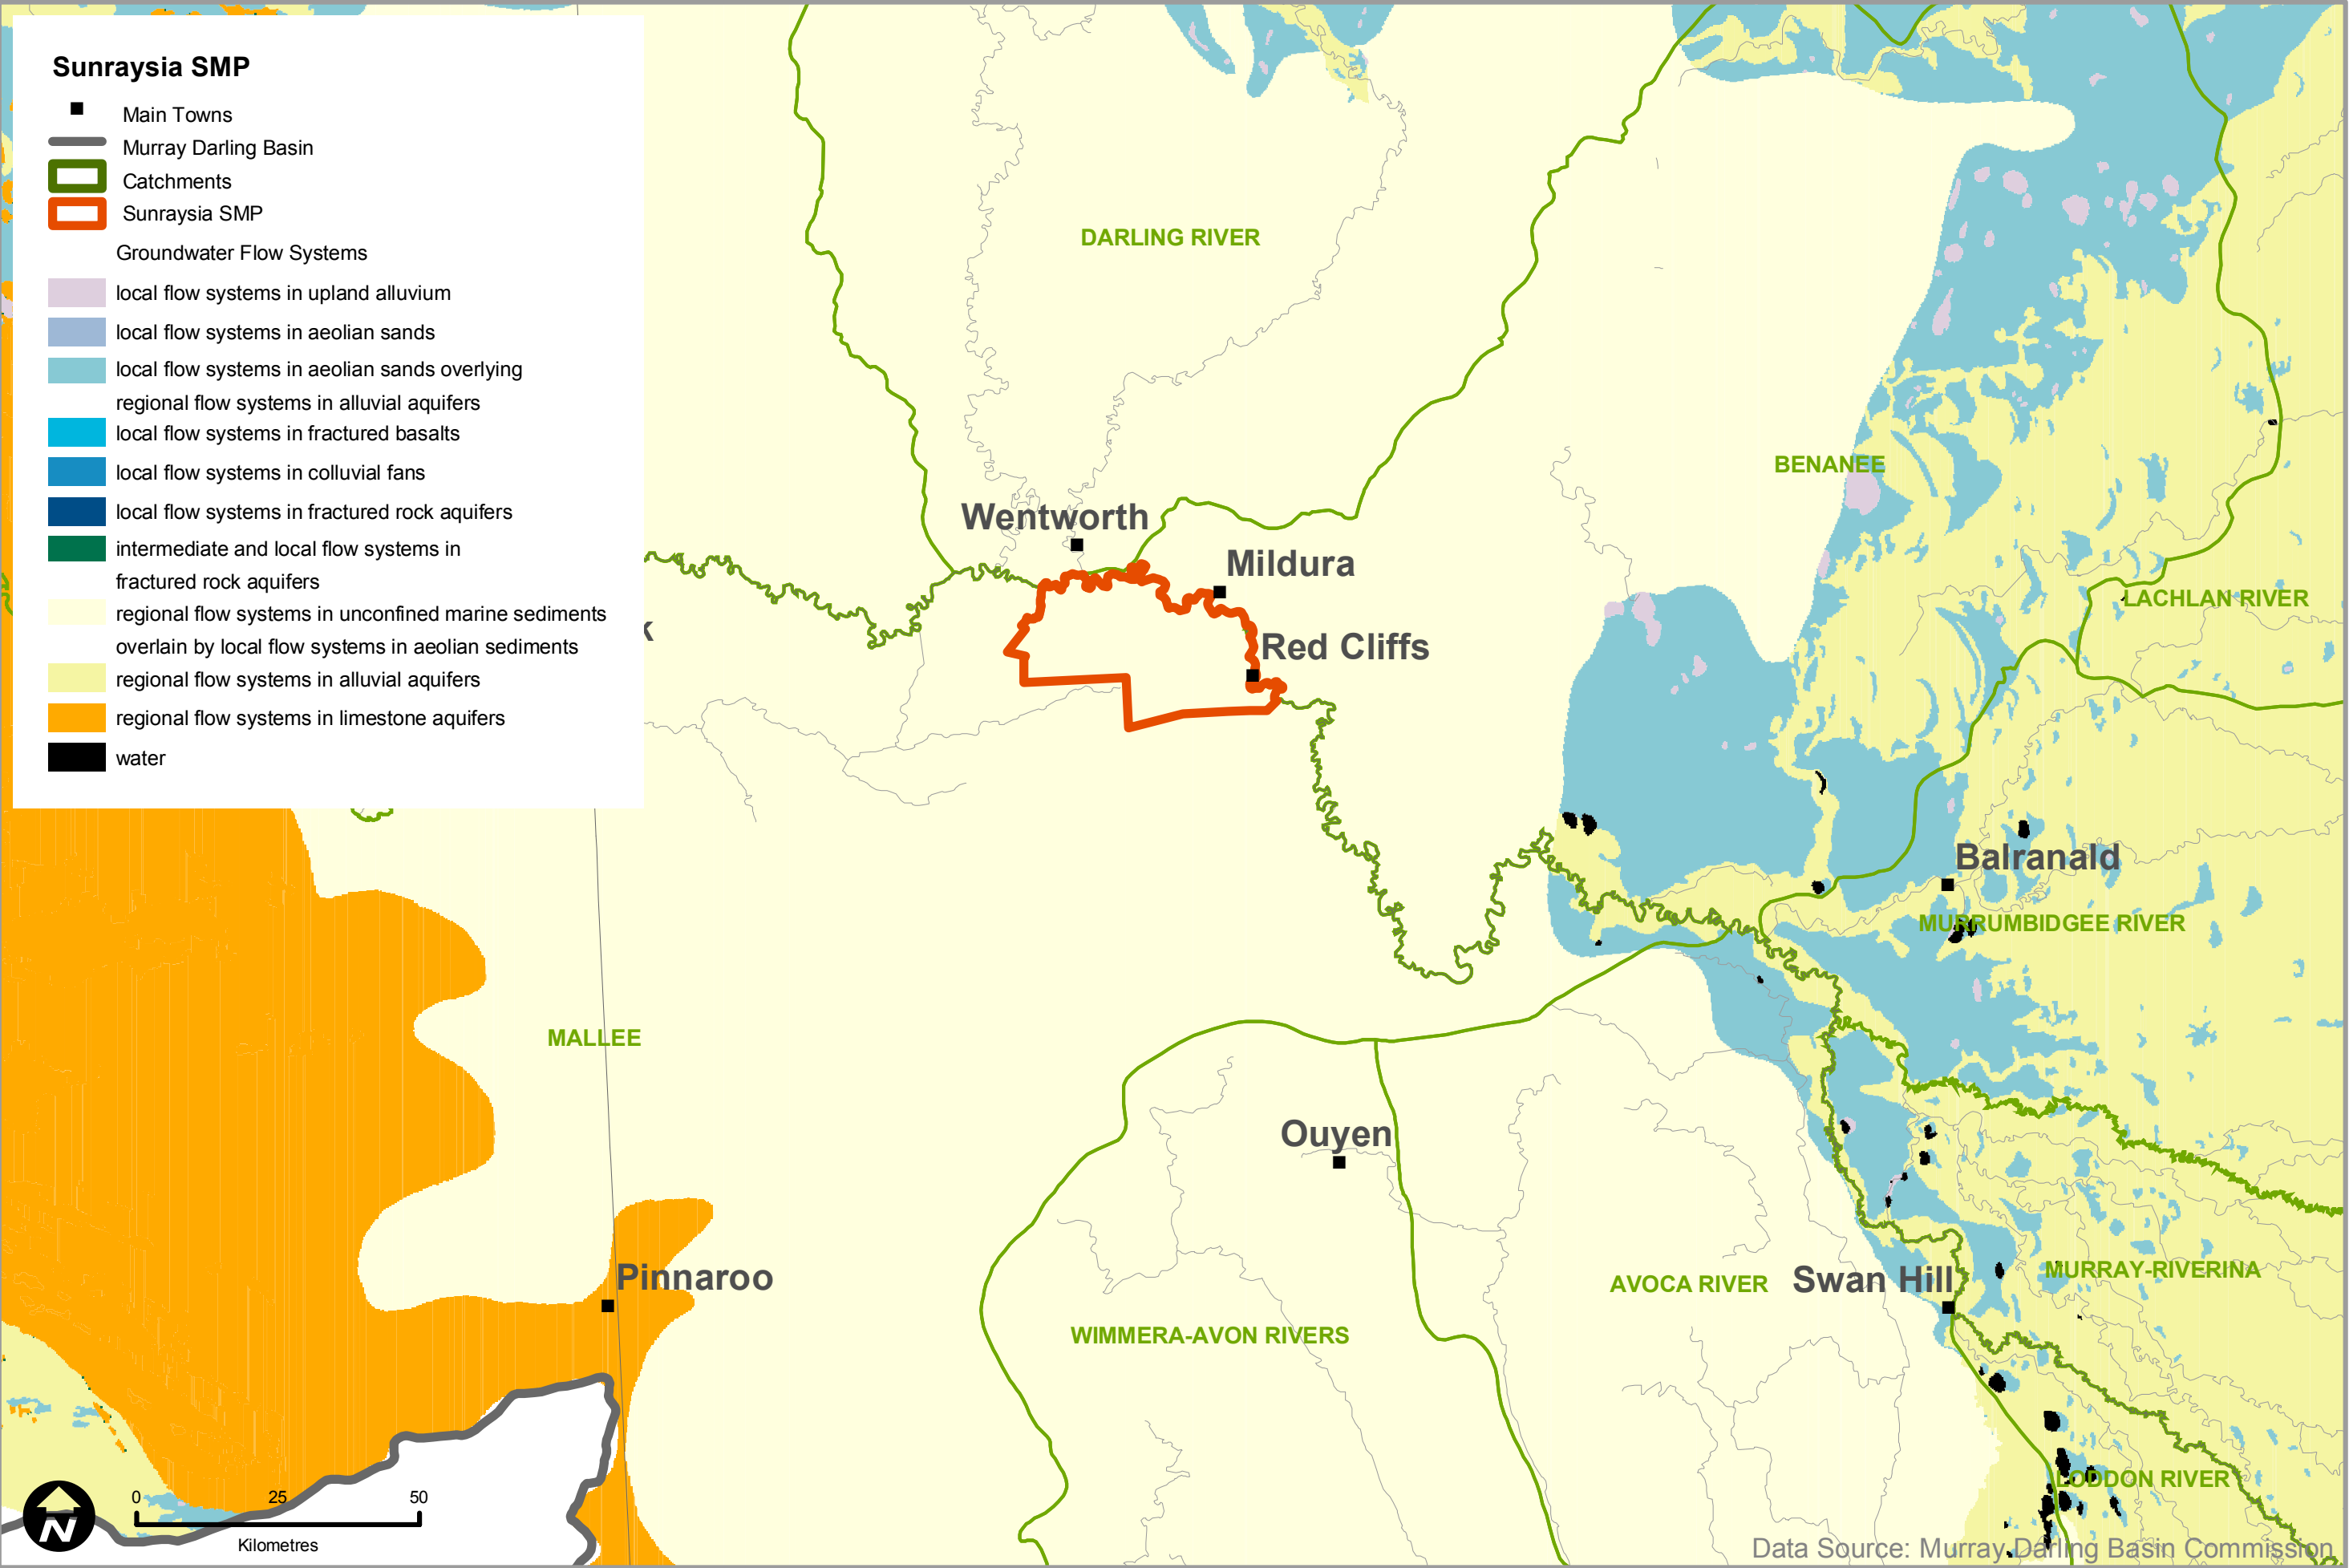 Sunraysia SMP
Main Towns
Murray Darling Basin
Catchments
Sunraysia SMP
Groundwater Flow Systems
local flow systems in upland alluvium
local flow systems in aeolian sands
local flow systems in aeolian sands overlying
regional flow systems in alluvial aquifers
local flow systems in fractured basalts
local flow systems in colluvial fans
local flow systems in fractured rock aquifers
intermediate and local flow systems in
fractured rock aquifers
regional flow systems in unconfined marine sediments
overlain by local flow systems in aeolian sediments
regional flow systems in alluvial aquifers
regional flow systems in limestone aquifers
water
DARLING RIVER
BENANEE
Wentworth
Mildura
LACHLAN RIVER
k
Red Cliffs
Balranald
MURRUMBIDGEE RIVER
MALLEE
Ouyen
Pinnaroo
AVOCA RIVER
Swan Hill
MURRAY-RIVERINA
WIMMERA-AVON RIVERS
LODDON RIVER
N
0 25 50
Kilometres
Data Source: Murray Darling Basin Commission